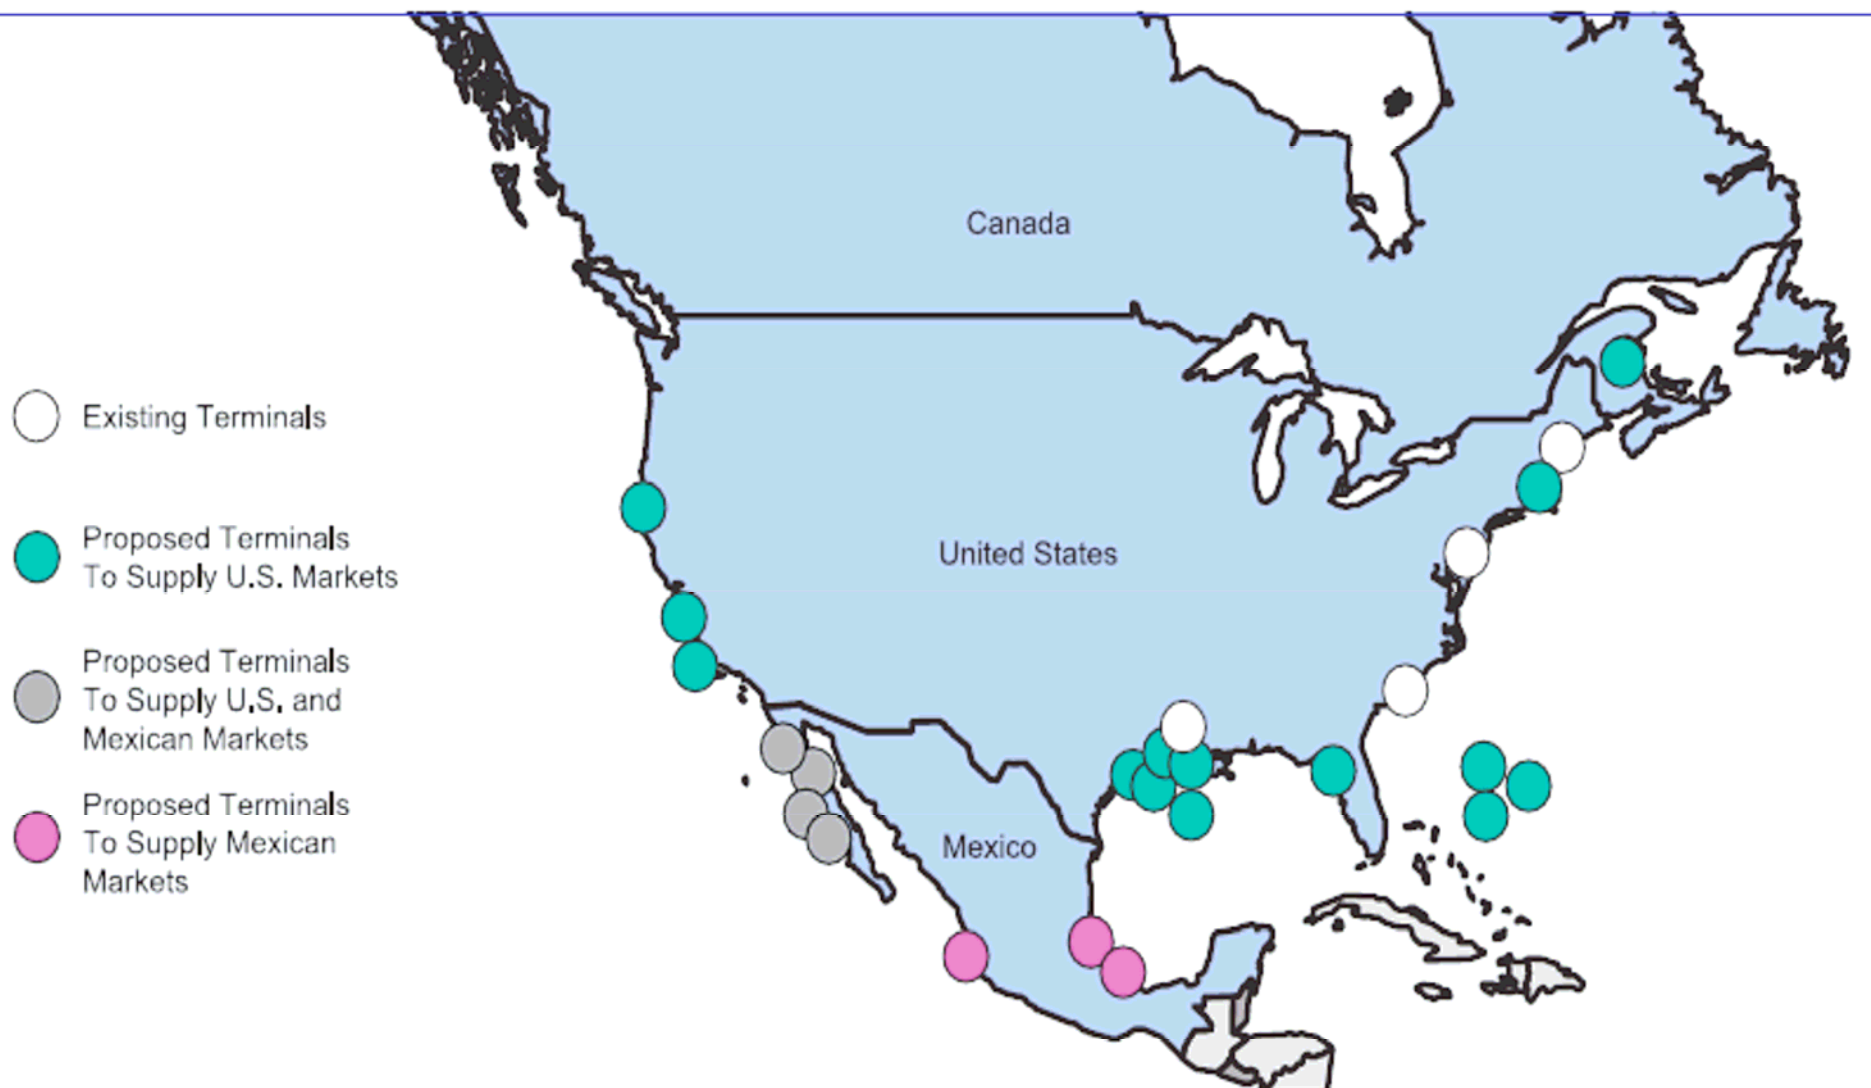 Canada
United States
Mexico
Existing Terminals
Proposed Terminals
To Supply U.S. Markets
Proposed Terminals
To Supply U.S. and
Mexican Markets
Proposed Terminals
To Supply Mexican
Markets